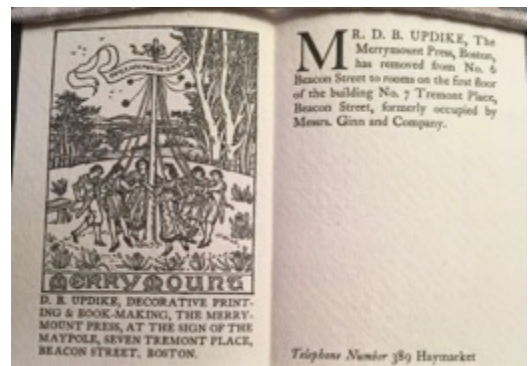 MERRYMOUNT
D. B. UPDIKE, DECORATIVE PRINT-
ING & BOOK-MAKING, THE MERRY-
MOUNT PRESS, AT THE SIGN OF THE
MAYPOLE, SEVEN TREMONT PLACE,
BEACON STREET, BOSTON.
MR. D. B. UPDIKE, The
Merrymount Press, Boston,
has removed from No. 6
Beacon Street to rooms on the first floor
of the building No. 7 Tremont Place,
Beacon Street, formerly occupied by
Messrs. Ginn and Company.
Telephone Number 389 Haymarket